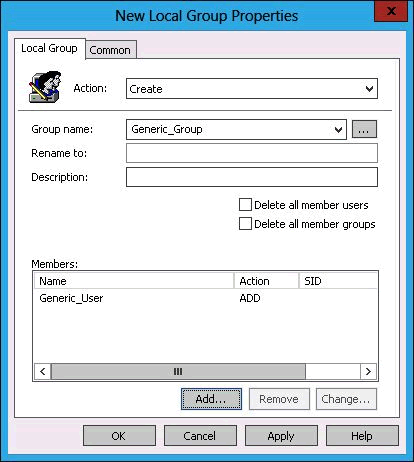 New Local Group Properties
X
Local Group Common
Action: Create
Group name: Generic_Group ...
Rename to:
Description:
Delete all member users
Delete all member groups
Members:
Name Action SID
Generic_User ADD
Add... Remove Change...
OK Cancel Apply Help